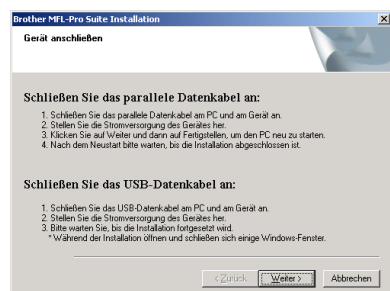 Brother MFL-Pro Suite Installation
Gerät anschließen
Schließen Sie das parallele Datenkabel an:
1. Schließen Sie das parallele Datenkabel am PC und am Gerät an.
2. Stellen Sie die Stromversorgung des Gerätes her.
3. Klicken Sie auf Weiter und dann auf Fertigstellen, um den PC neu zu starten.
4. Nach dem Neustart bitte warten, bis die Installation abgeschlossen ist.
Schließen Sie das USB-Datenkabel an:
1. Schließen Sie das USB-Datenkabel am PC und am Gerät an.
2. Stellen Sie die Stromversorgung des Gerätes her.
3. Bitte warten Sie, bis die Installation fortgesetzt wird.
* Während der Installation öffnen und schließen sich einige Windows-Fenster.
< Zurück Weiter > Abbrechen